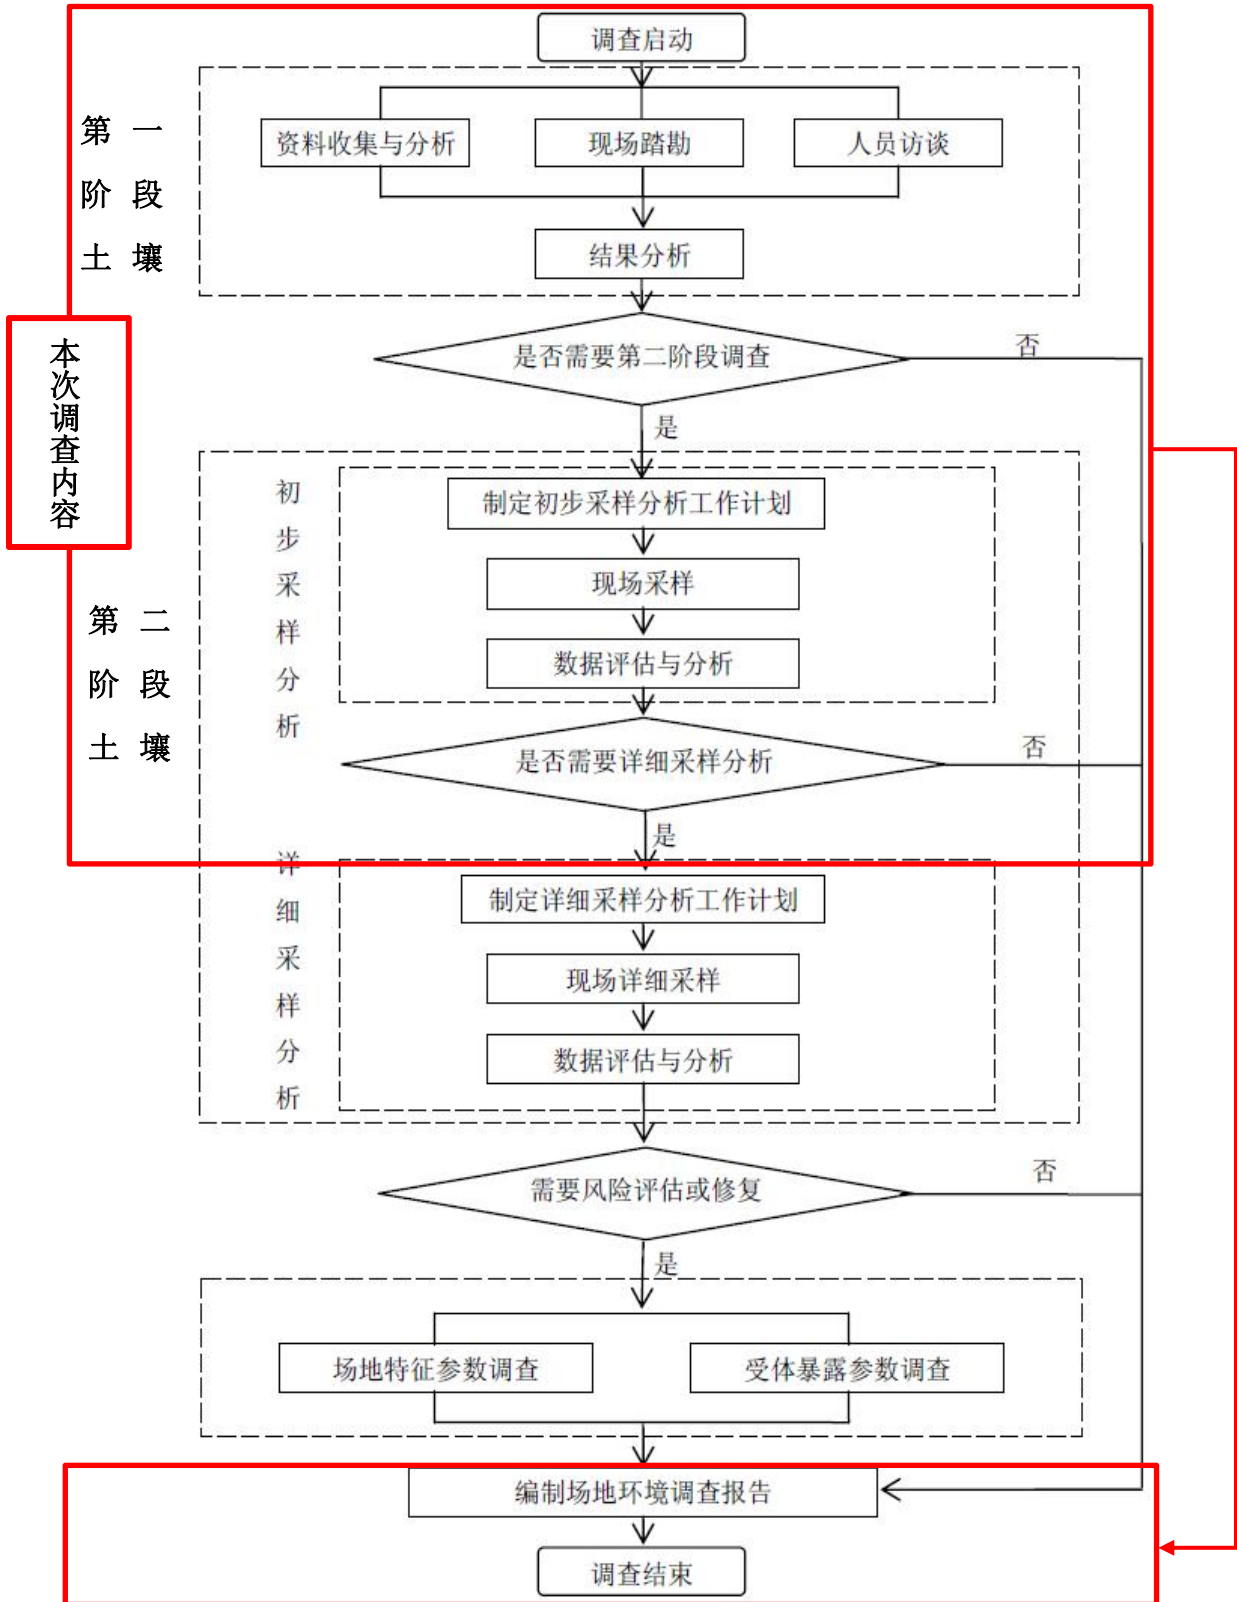 调查启动
第一
阶段
土壤
资料收集与分析
现场踏勘
人员访谈
结果分析
是否需要第二阶段调查
否
是
本次调查内容
第二
阶段
土壤
初步采样分析
制定初步采样分析工作计划
现场采样
数据评估与分析
是否需要详细采样分析
否
是
详细采样分析
制定详细采样分析工作计划
现场详细采样
数据评估与分析
需要风险评估或修复
否
是
场地特征参数调查
受体暴露参数调查
编制场地环境调查报告
调查结束